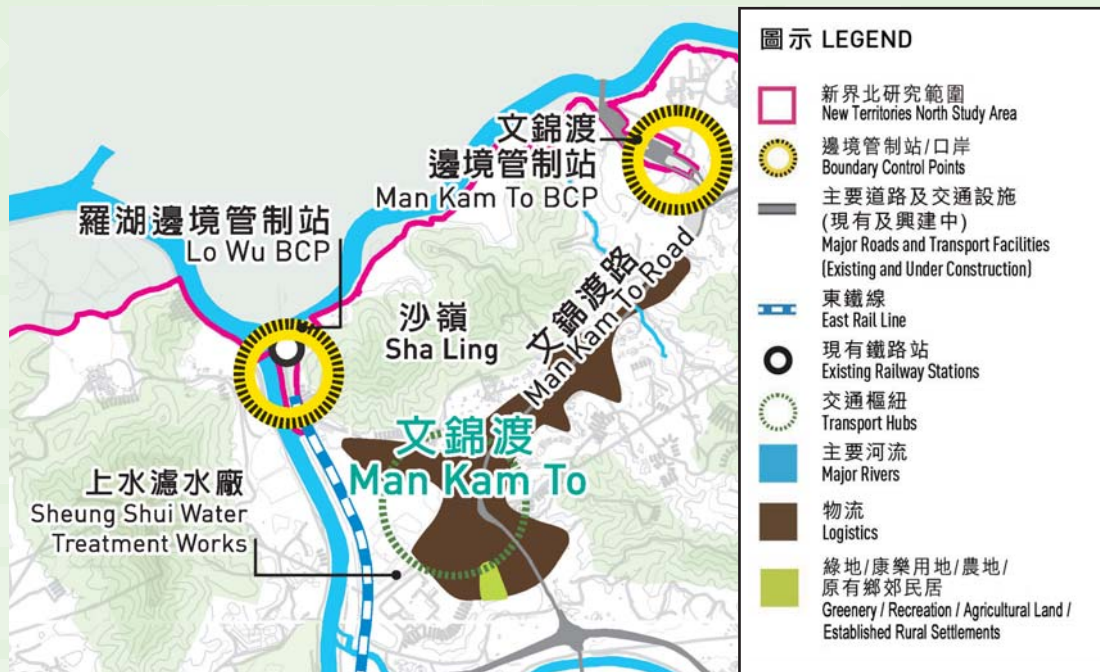 文錦渡
邊境管制站
Man Kam To BCP
羅湖邊境管制站
Lo Wu BCP
沙嶺
Sha Ling
文錦渡路
Man Kam To Road
文錦渡
Man Kam To
上水濾水廠
Sheung Shui Water
Treatment Works
圖示 LEGEND
新界北研究範圍
New Territories North Study Area
邊境管制站/口岸
Boundary Control Points
主要道路及交通設施
(現有及興建中)
Major Roads and Transport Facilities
(Existing and Under Construction)
東鐵線
East Rail Line
現有鐵路站
Existing Railway Stations
交通樞紐
Transport Hubs
主要河流
Major Rivers
物流
Logistics
綠地/康樂用地/農地/
原有鄉郊民居
Greenery / Recreation / Agricultural Land /
Established Rural Settlements